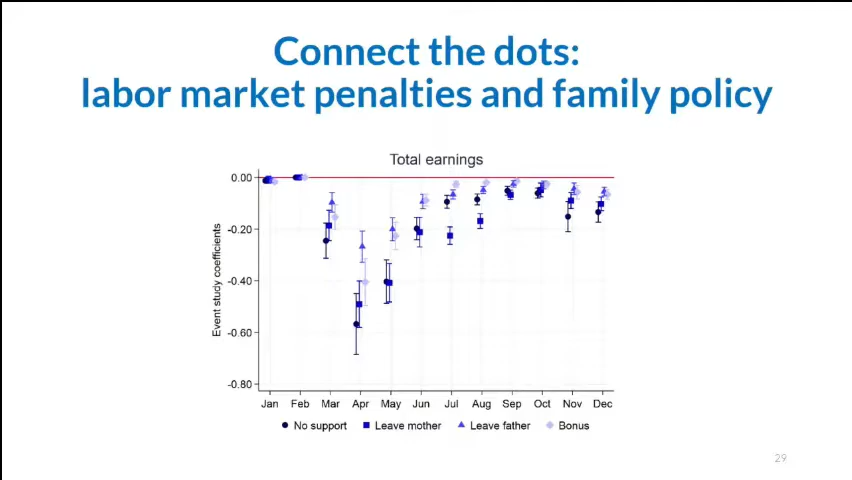 Connect the dots:
labor market penalties and family policy
Total earnings
Event study coefficients
0.00
-0.20
-0.40
-0.60
-0.80
Jan Feb Mar Apr May Jun Jul Aug Sep Oct Nov Dec
No support Leave mother Leave father Bonus
29